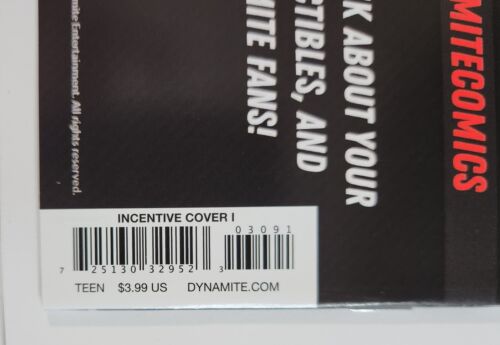 MITECOMICS
K ABOUT YOUR
CTIBLES, AND
MITE FANS!
mite Entertainment. All rights reserved.
INCENTIVE COVER I
03091
7 25130 32952 3
TEEN $3.99 US DYNAMITE.COM